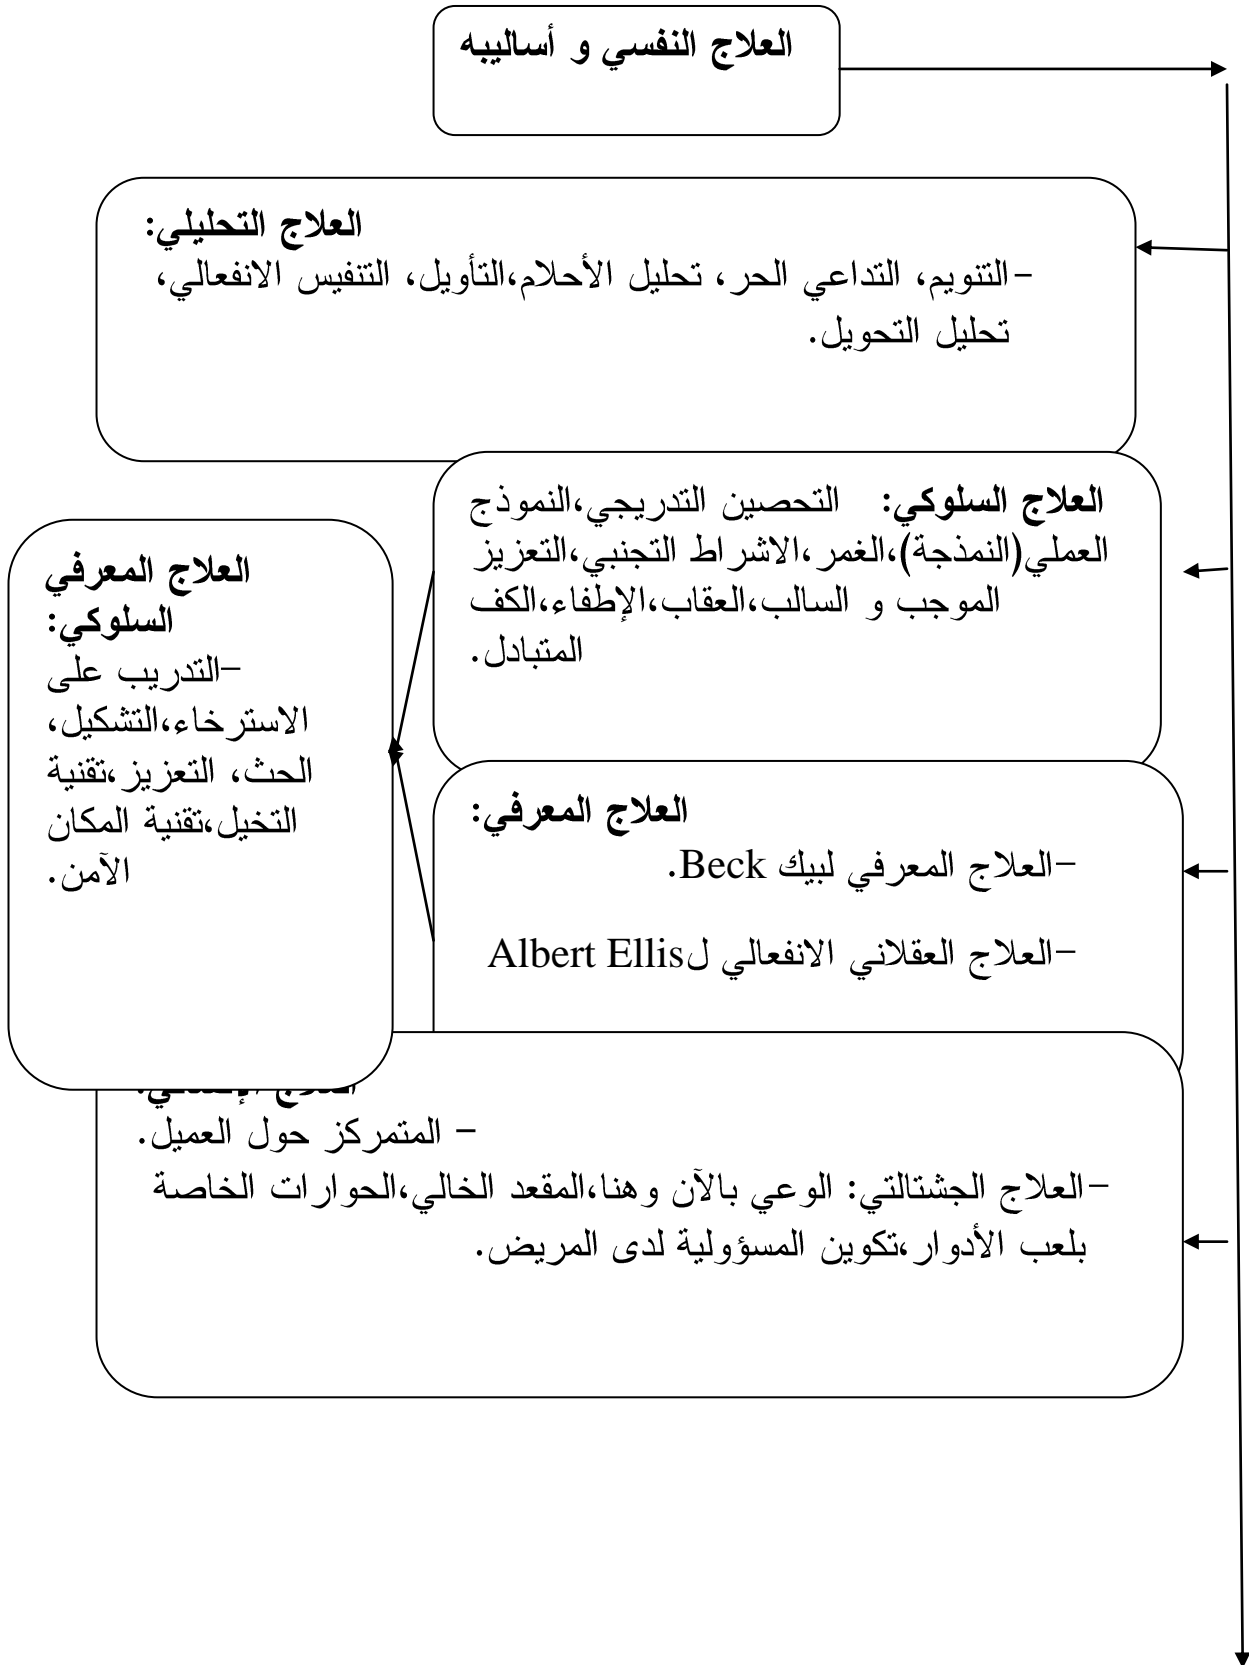 العلاج النفسي و أساليبه
العلاج التحليلي:
-التنويم، التداعي الحر، تحليل الأحلام،التأويل، التنفيس الانفعالي،
تحليل التحويل.
العلاج السلوكي: التحصين التدريجي،النموذج
العملي(النمذجة)،الغمر،الاشراط التجنبي،التعزيز
الموجب و السالب،العقاب،الإطفاء،الكف
المتبادل.
العلاج المعرفي
السلوكي:
-التدريب على
الاسترخاء،التشكيل،
الحث، التعزيز،تقنية
التخيل،تقنية المكان
الآمن.
العلاج المعرفي:
-العلاج المعرفي لبيك Beck.
-العلاج العقلاني الانفعالي لAlbert Ellis
- المتمركز حول العميل.
-العلاج الجشتالتي: الوعي بالآن وهنا،المقعد الخالي،الحوارات الخاصة
بلعب الأدوار،تكوين المسؤولية لدى المريض.